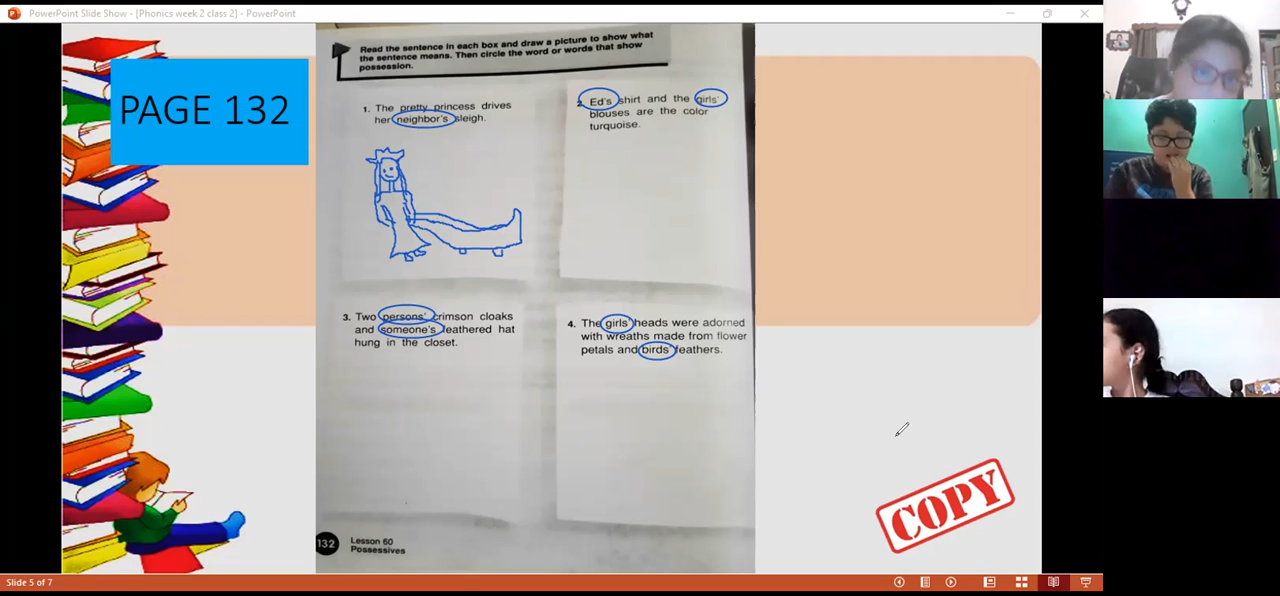 PowerPoint Slide Show - [Phonics week 2 class 2] - PowerPoint
PAGE 132
Read the sentence in each box and draw a picture to show what
the sentence means. Then circle the word or words that show
possession.
1. The pretty princess drives
her neighbor's sleigh.
2. Ed's shirt and the girls'
blouses are the color
turquoise.
3. Two persons' crimson cloaks
and someone's feathered hat
hung in the closet.
4. The girls' heads were adorned
with wreaths made from flower
petals and birds' feathers.
132
Lesson 60
Possessives
COPY
Slide 5 of 7